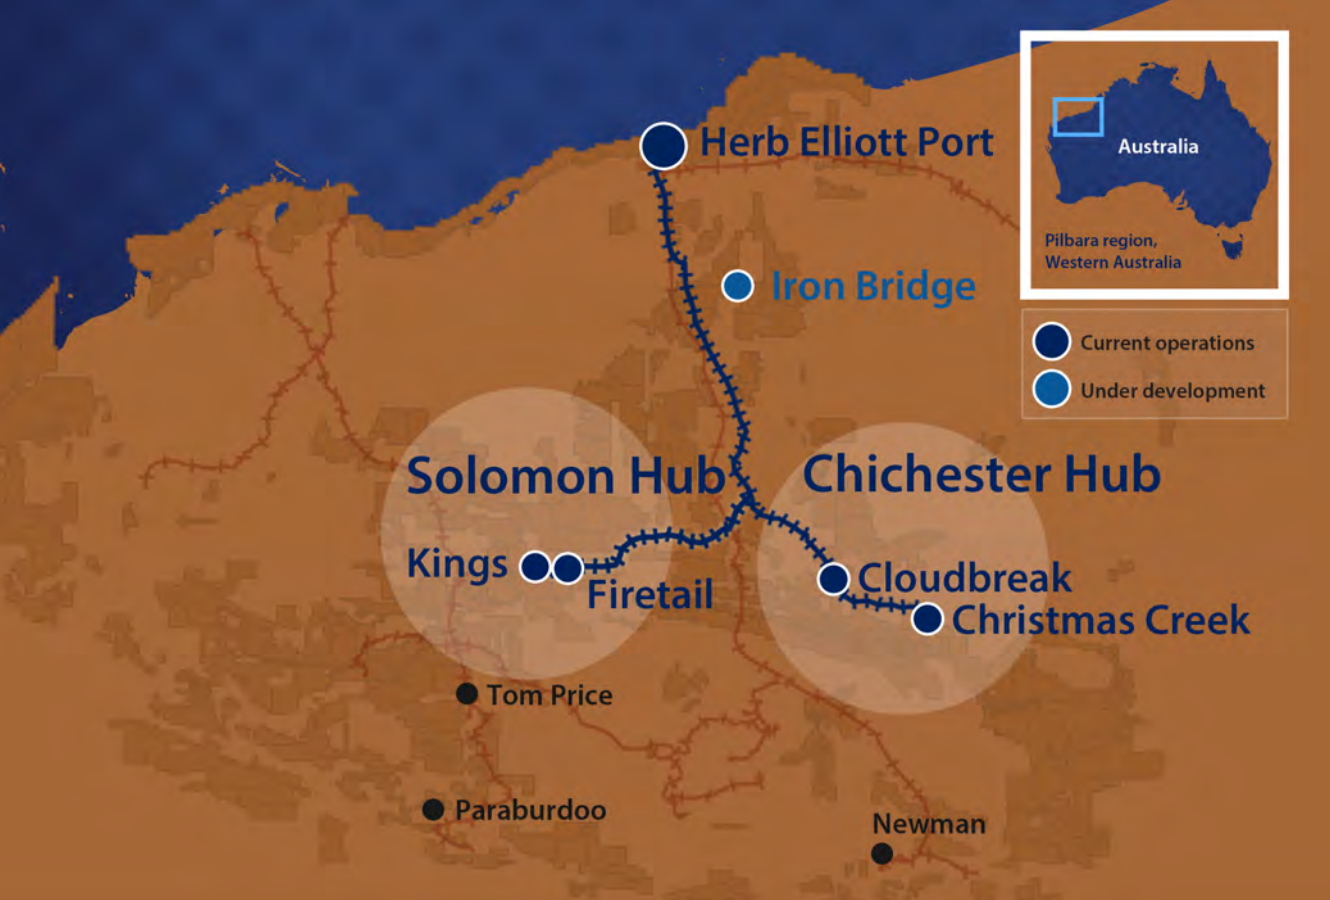 Herb Elliott Port
Australia
Pilbara region,
Western Australia
Iron Bridge
Current operations
Under development
Solomon Hub
Chichester Hub
Kings
Firetail
Cloudbreak
Christmas Creek
Tom Price
Paraburdoo
Newman